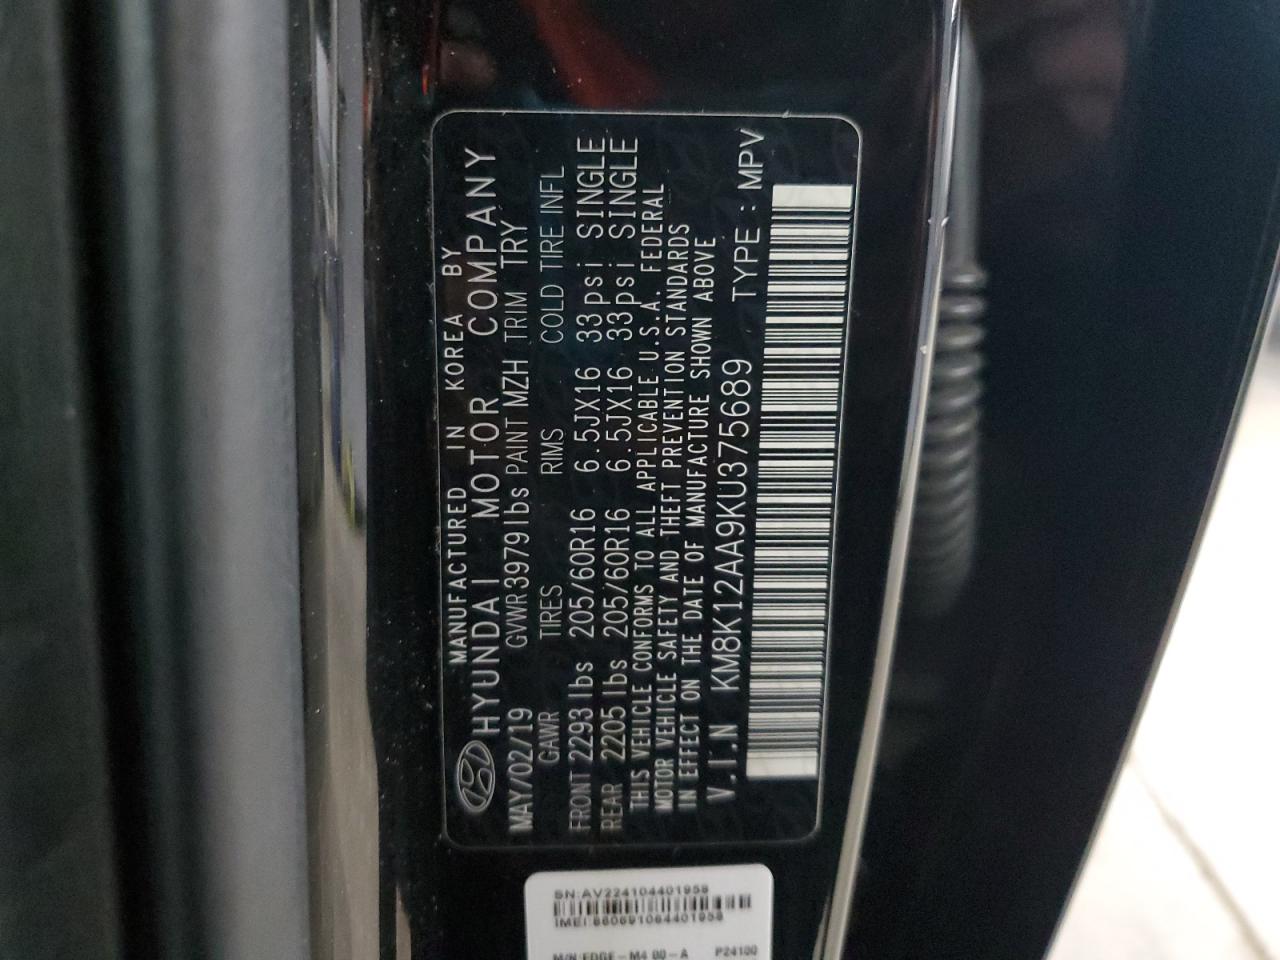 MANUFACTURED IN KOREA BY
HYUNDAI MOTOR COMPANY
MAY/02/19 GVWR 3979lbs PAINT MZH TRIM TRY
GAWR TIRES RIMS COLD TIRE INFL
FRONT 2293lbs 205/60R16 6.5JX16 33psi SINGLE
REAR 2205lbs 205/60R16 6.5JX16 33psi SINGLE
THIS VEHICLE CONFORMS TO ALL APPLICABLE U.S.A. FEDERAL
MOTOR VEHICLE SAFETY AND THEFT PREVENTION STANDARDS
IN EFFECT ON THE DATE OF MANUFACTURE SHOWN ABOVE
V.I.N KM8K12AA9KU375689 TYPE : MPV
SN:AV224104401958
IMEI:860691064401958
M/N:EDGE-M4 00-A P24100